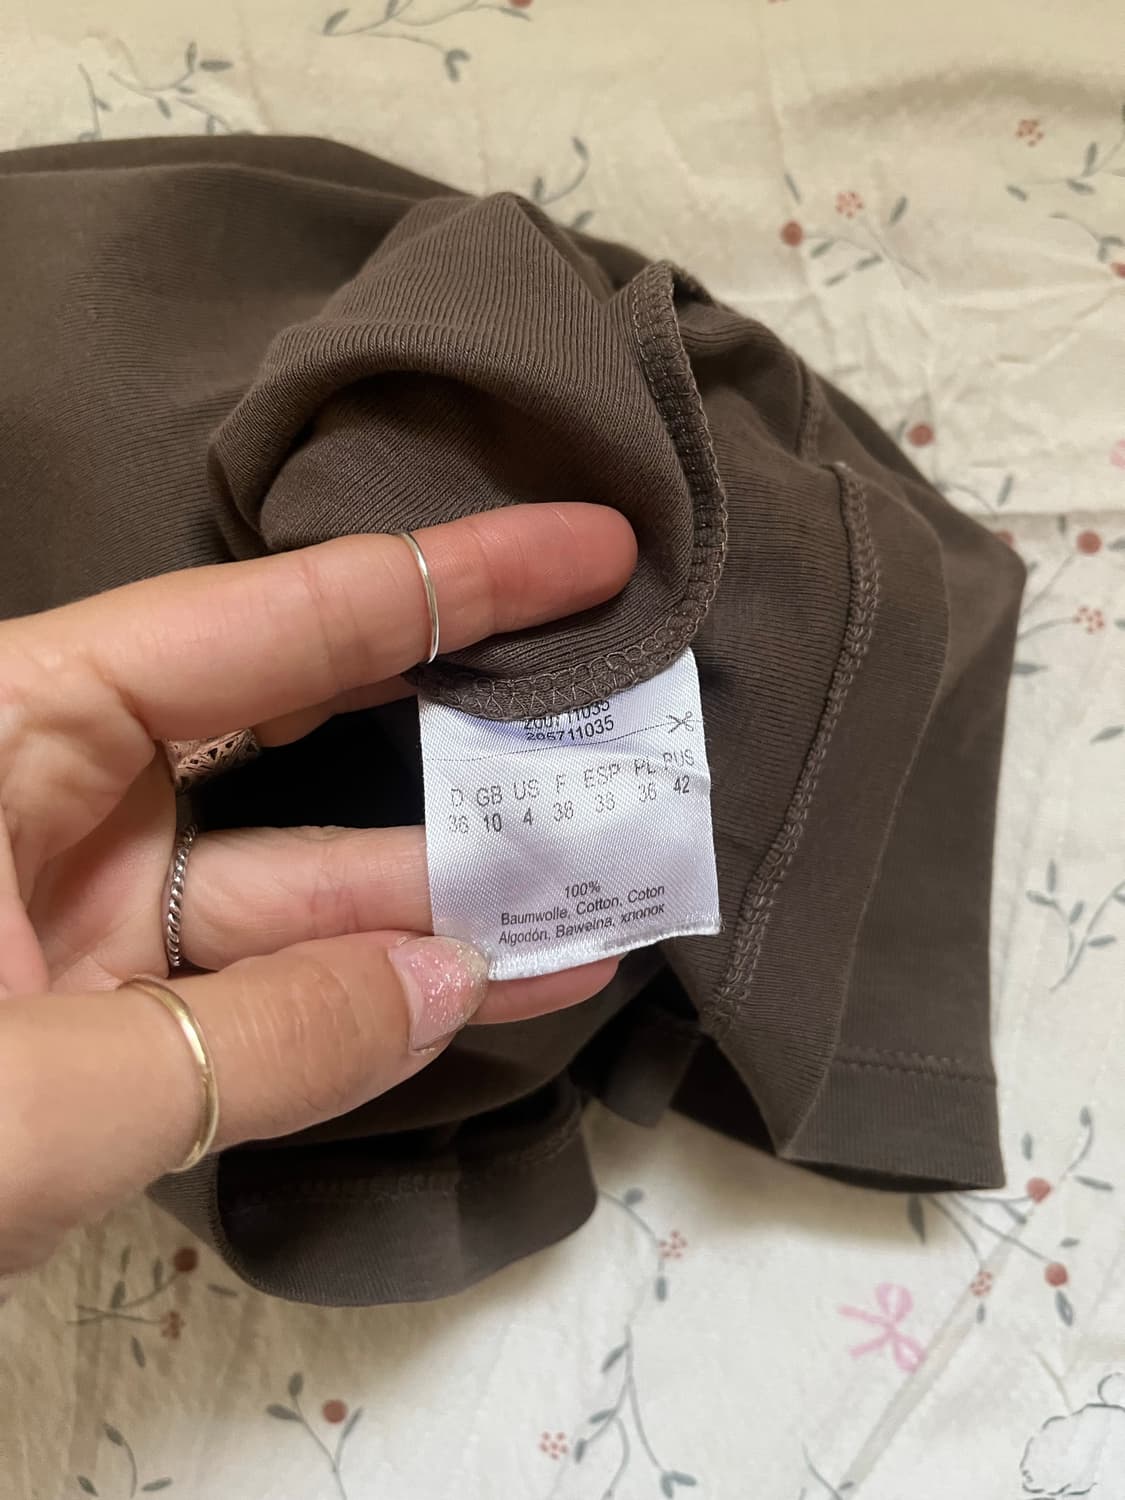 206711035
D GB US F ESP PL RUS
36 10 4 38 38 36 42
100%
Baumwolle, Cotton, Coton
Algodón, Bawełna, хлопок